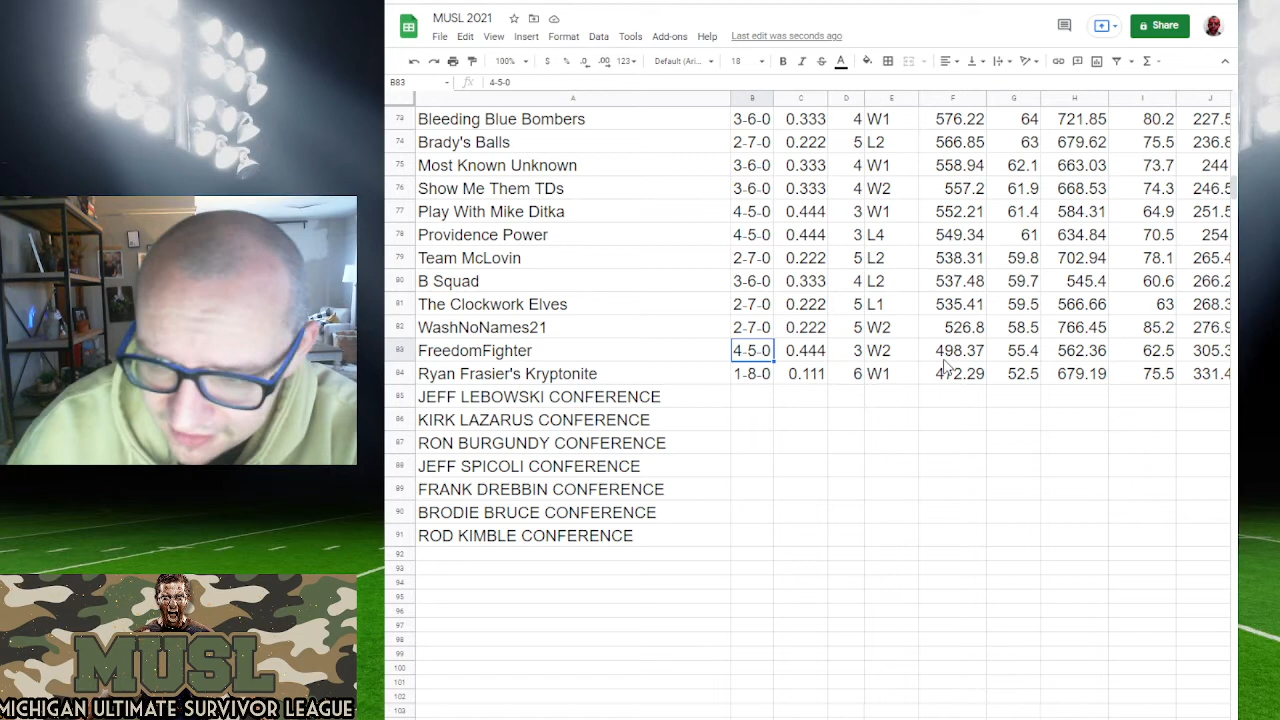 MUSL 2021
File Edit View Insert Format Data Tools Add-ons Help Last edit was seconds ago
Share
100% $ % .0 .00 123 Default (Ari... 18 B I S A
B83 fx 4-5-0
A B C D E F G H I J
73 Bleeding Blue Bombers 3-6-0 0.333 4 W1 576.22 64 721.85 80.2 227.5
74 Brady's Balls 2-7-0 0.222 5 L2 566.85 63 679.62 75.5 236.8
75 Most Known Unknown 3-6-0 0.333 4 W1 558.94 62.1 663.03 73.7 244
76 Show Me Them TDs 3-6-0 0.333 4 W2 557.2 61.9 668.53 74.3 246.5
77 Play With Mike Ditka 4-5-0 0.444 3 W1 552.21 61.4 584.31 64.9 251.5
78 Providence Power 4-5-0 0.444 3 L4 549.34 61 634.84 70.5 254
79 Team McLovin 2-7-0 0.222 5 L2 538.31 59.8 702.94 78.1 265.4
80 B Squad 3-6-0 0.333 4 L2 537.48 59.7 545.4 60.6 266.2
81 The Clockwork Elves 2-7-0 0.222 5 L1 535.41 59.5 566.66 63 268.3
82 WashNoNames21 2-7-0 0.222 5 W2 526.8 58.5 766.45 85.2 276.9
83 FreedomFighter 4-5-0 0.444 3 W2 498.37 55.4 562.36 62.5 305.3
84 Ryan Frasier's Kryptonite 1-8-0 0.111 6 W1 472.29 52.5 679.19 75.5 331.4
85 JEFF LEBOWSKI CONFERENCE
86 KIRK LAZARUS CONFERENCE
87 RON BURGUNDY CONFERENCE
88 JEFF SPICOLI CONFERENCE
89 FRANK DREBBIN CONFERENCE
90 BRODIE BRUCE CONFERENCE
91 ROD KIMBLE CONFERENCE
92
93
94
95
96
97
98
99
100
101
102
103
MUSL
MICHIGAN ULTIMATE SURVIVOR LEAGUE